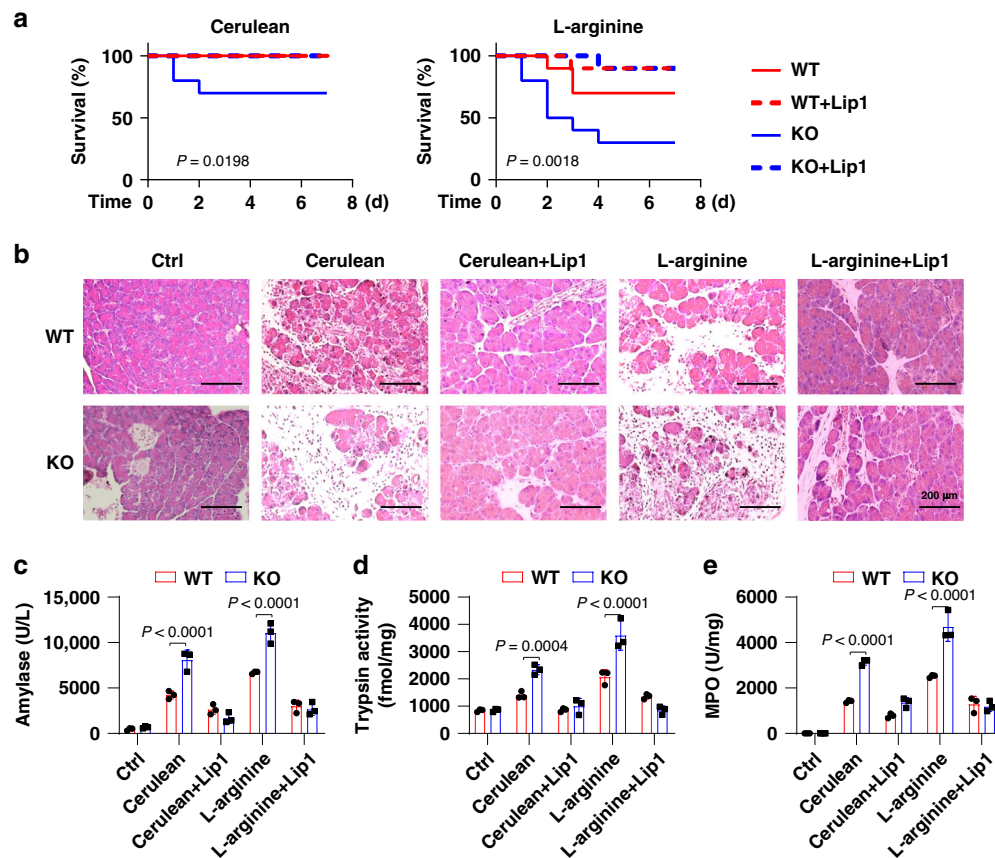 a
Cerulean
L-arginine
Survival (%)
100
50
0
P = 0.0198
Time 0 2 4 6 8 (d)
Survival (%)
100
50
0
P = 0.0018
Time 0 2 4 6 8 (d)
WT
WT+Lip1
KO
KO+Lip1
b
Ctrl Cerulean Cerulean+Lip1 L-arginine L-arginine+Lip1
WT
KO
200 µm
c
WT KO
Amylase (U/L)
15,000
10,000
5000
0
P < 0.0001
P < 0.0001
Ctrl
Cerulean
Cerulean+Lip1
L-arginine
L-arginine+Lip1
d
WT KO
Trypsin activity
(fmol/mg)
5000
4000
3000
2000
1000
0
P = 0.0004
P < 0.0001
Ctrl
Cerulean
Cerulean+Lip1
L-arginine
L-arginine+Lip1
e
WT KO
MPO (U/mg)
6000
4000
2000
0
P < 0.0001
P < 0.0001
Ctrl
Cerulean
Cerulean+Lip1
L-arginine
L-arginine+Lip1